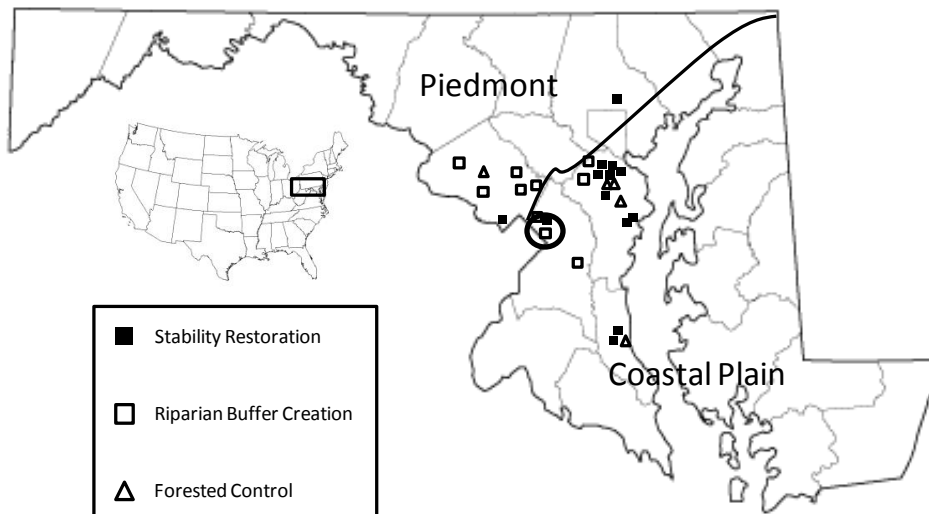 Piedmont
Coastal Plain
Stability Restoration
Riparian Buffer Creation
Forested Control